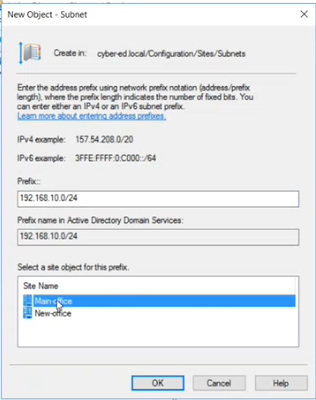 New Object - Subnet
Create in: cyber-ed.local/Configuration/Sites/Subnets
Enter the address prefix using network prefix notation (address/prefix
length), where the prefix length indicates the number of fixed bits. You
can enter either an IPv4 or an IPv6 subnet prefix.
Learn more about entering address prefixes.
IPv4 example: 157.54.208.0/20
IPv6 example: 3FFE:FFFF:0:C000::/64
Prefix::
192.168.10.0/24
Prefix name in Active Directory Domain Services:
192.168.10.0/24
Select a site object for this prefix.
Site Name
Main-office
New-office
OK Cancel Help